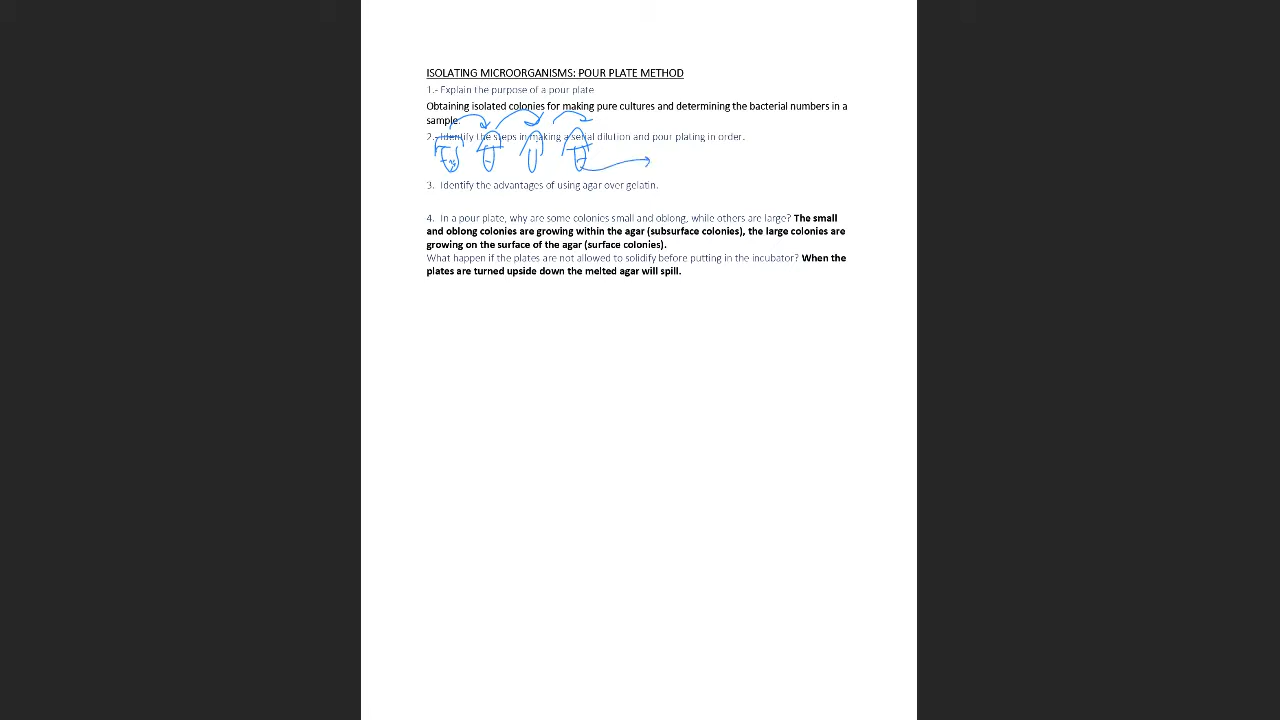 ISOLATING MICROORGANISMS: POUR PLATE METHOD
1.- Explain the purpose of a pour plate
Obtaining isolated colonies for making pure cultures and determining the bacterial numbers in a
sample.
2.- Identify the steps in making a serial dilution and pour plating in order.
3. Identify the advantages of using agar over gelatin.
4. In a pour plate, why are some colonies small and oblong, while others are large? The small
and oblong colonies are growing within the agar (subsurface colonies), the large colonies are
growing on the surface of the agar (surface colonies).
What happen if the plates are not allowed to solidify before putting in the incubator? When the
plates are turned upside down the melted agar will spill.